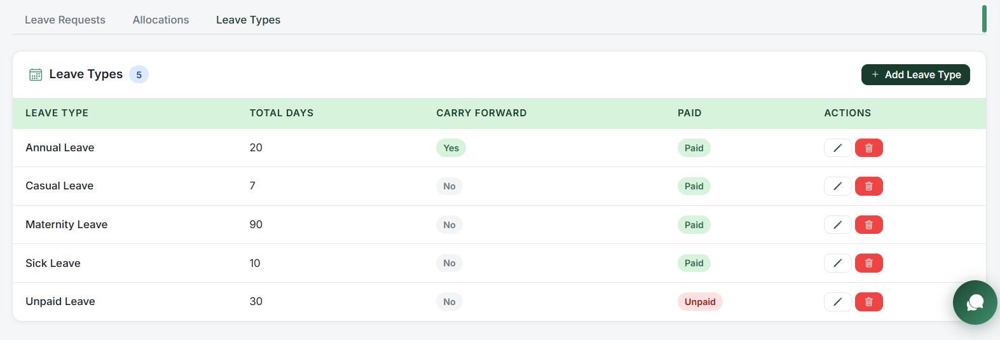 Leave Requests Allocations Leave Types
Leave Types 5
+ Add Leave Type
LEAVE TYPE TOTAL DAYS CARRY FORWARD PAID ACTIONS
Annual Leave 20 Yes Paid
Casual Leave 7 No Paid
Maternity Leave 90 No Paid
Sick Leave 10 No Paid
Unpaid Leave 30 No Unpaid